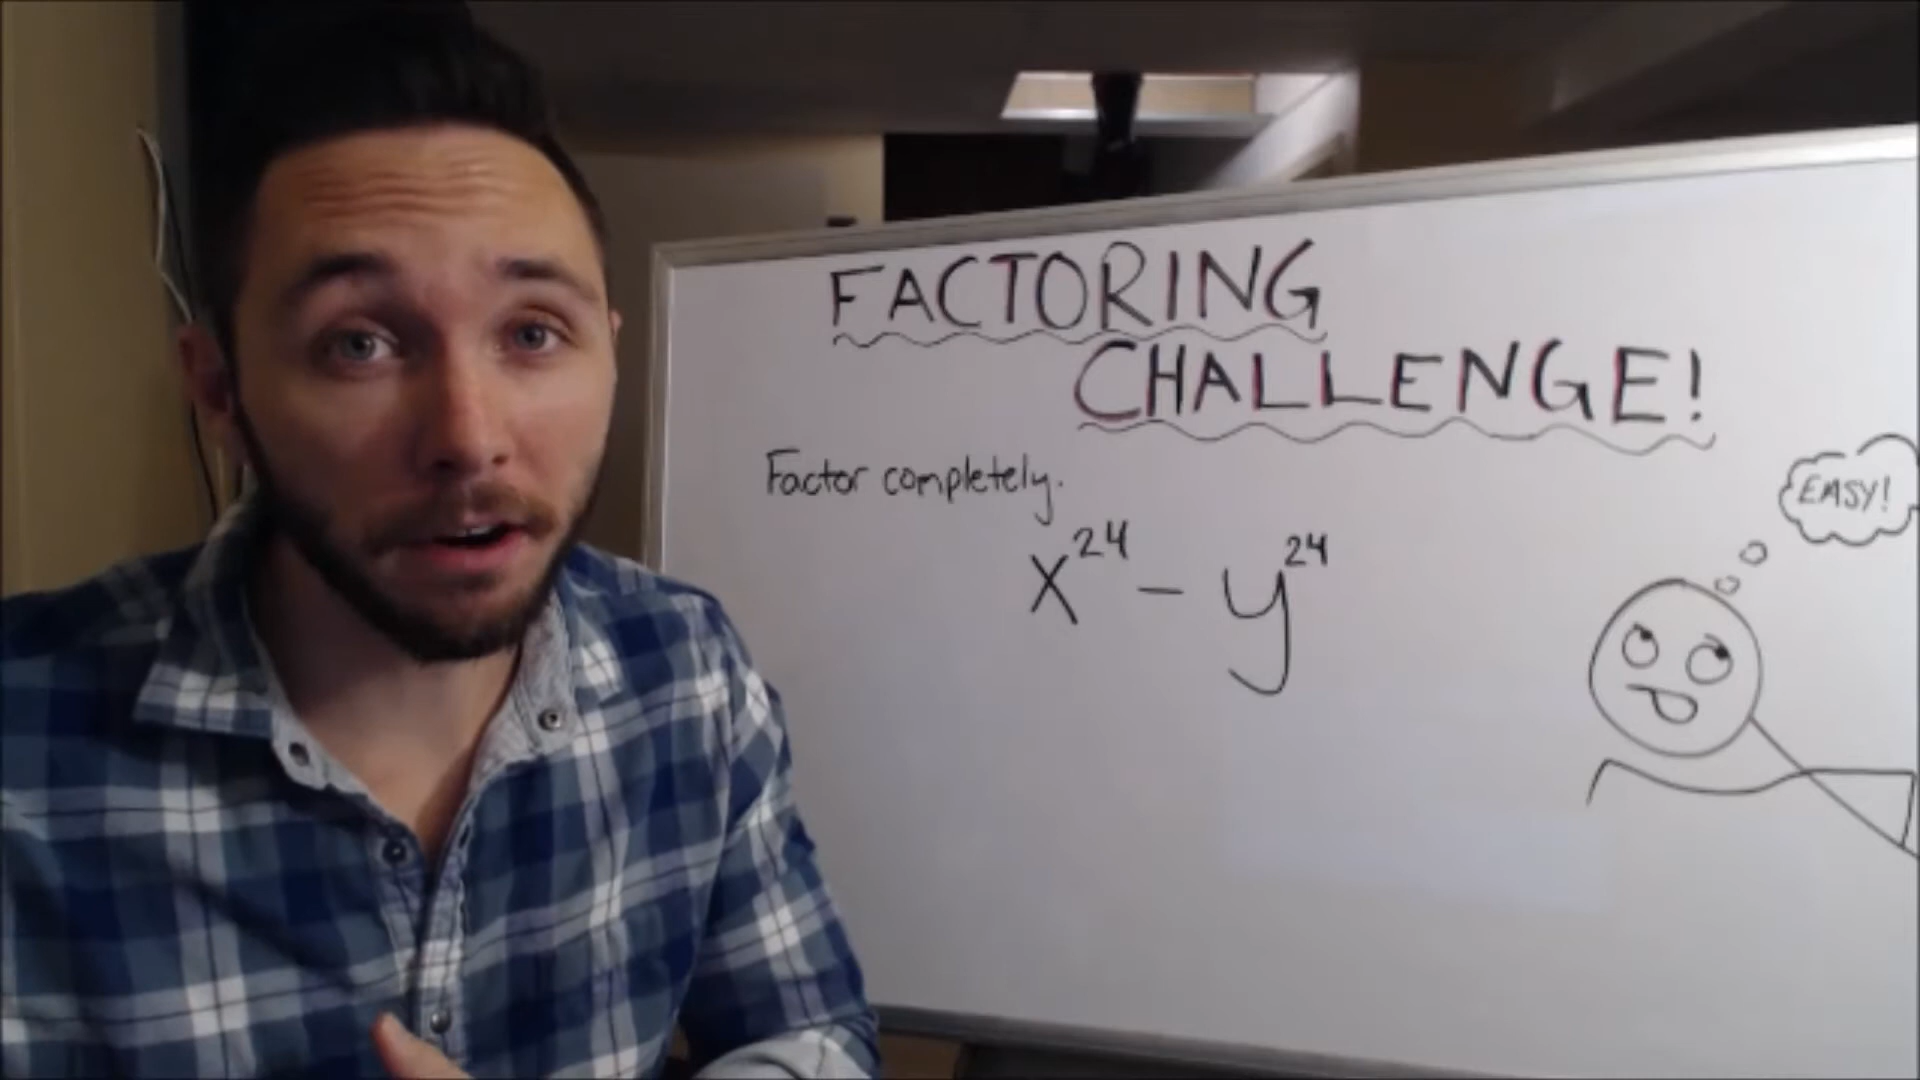 FACTORING
CHALLENGE!
Factor completely.
EASY!
x²⁴ - y²⁴